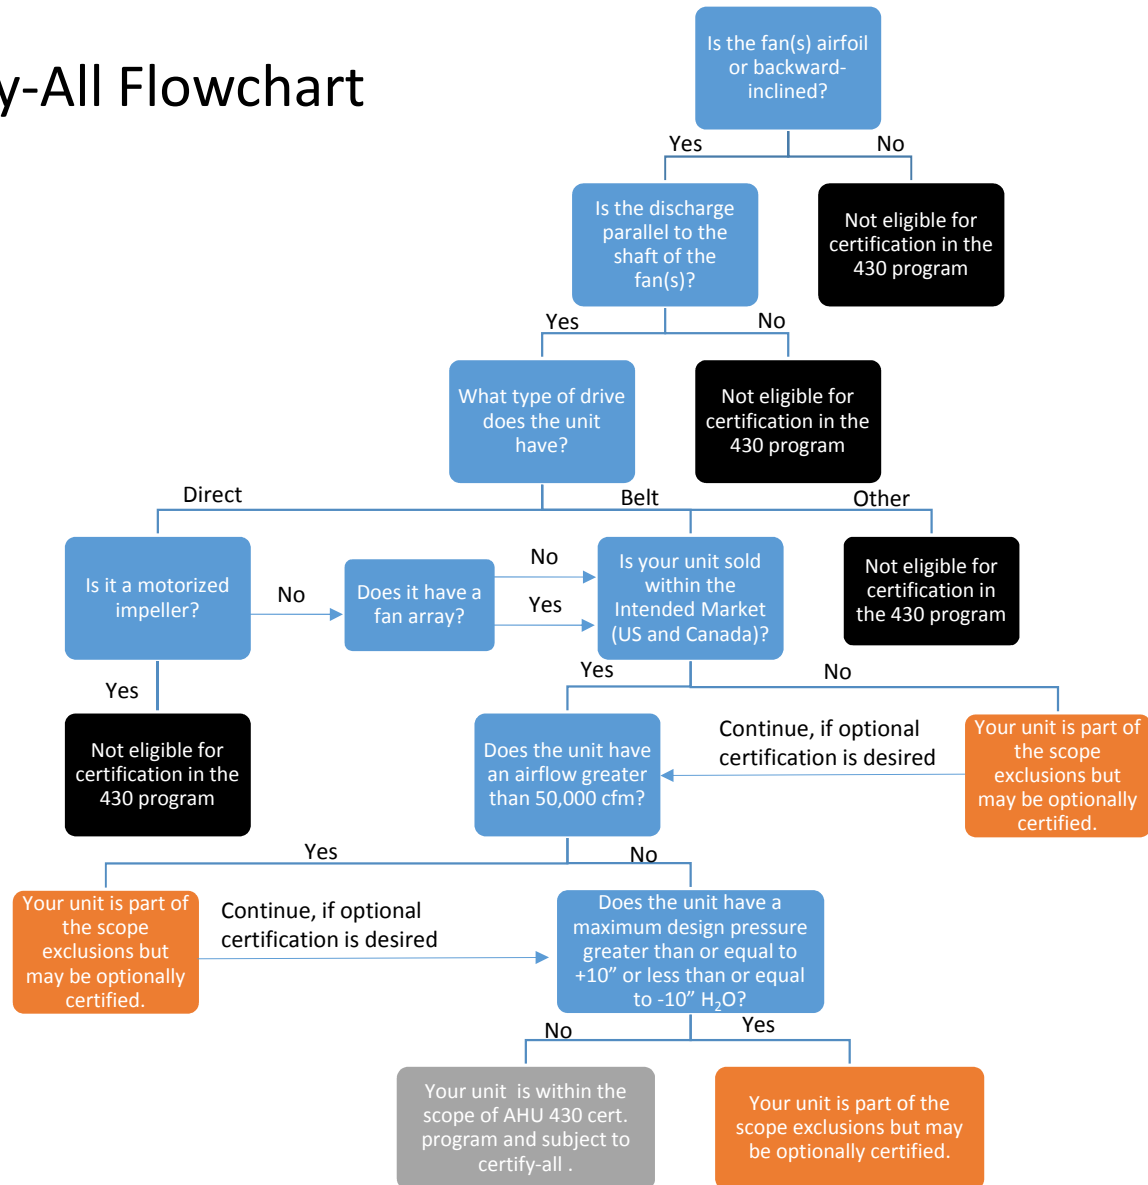 y-All Flowchart
Is the fan(s) airfoil
or backward-
inclined?
Yes
No
Is the discharge
parallel to the
shaft of the
fan(s)?
Not eligible for
certification in the
430 program
Yes
No
What type of drive
does the unit
have?
Not eligible for
certification in the
430 program
Direct
Belt
Other
Is it a motorized
impeller?
No
Does it have a
fan array?
No
Yes
Is your unit sold
within the
Intended Market
(US and Canada)?
Not eligible for
certification in
the 430 program
Yes
Yes
No
Not eligible for
certification in the
430 program
Does the unit have
an airflow greater
than 50,000 cfm?
Continue, if optional
certification is desired
Your unit is part of
the scope
exclusions but
may be optionally
certified.
Yes
No
Your unit is part of
the scope
exclusions but
may be optionally
certified.
Continue, if optional
certification is desired
Does the unit have a
maximum design pressure
greater than or equal to
+10” or less than or equal
to -10” H₂O?
No
Yes
Your unit  is within the
scope of AHU 430 cert.
program and subject to
certify-all .
Your unit is part of the
scope exclusions but may
be optionally certified.